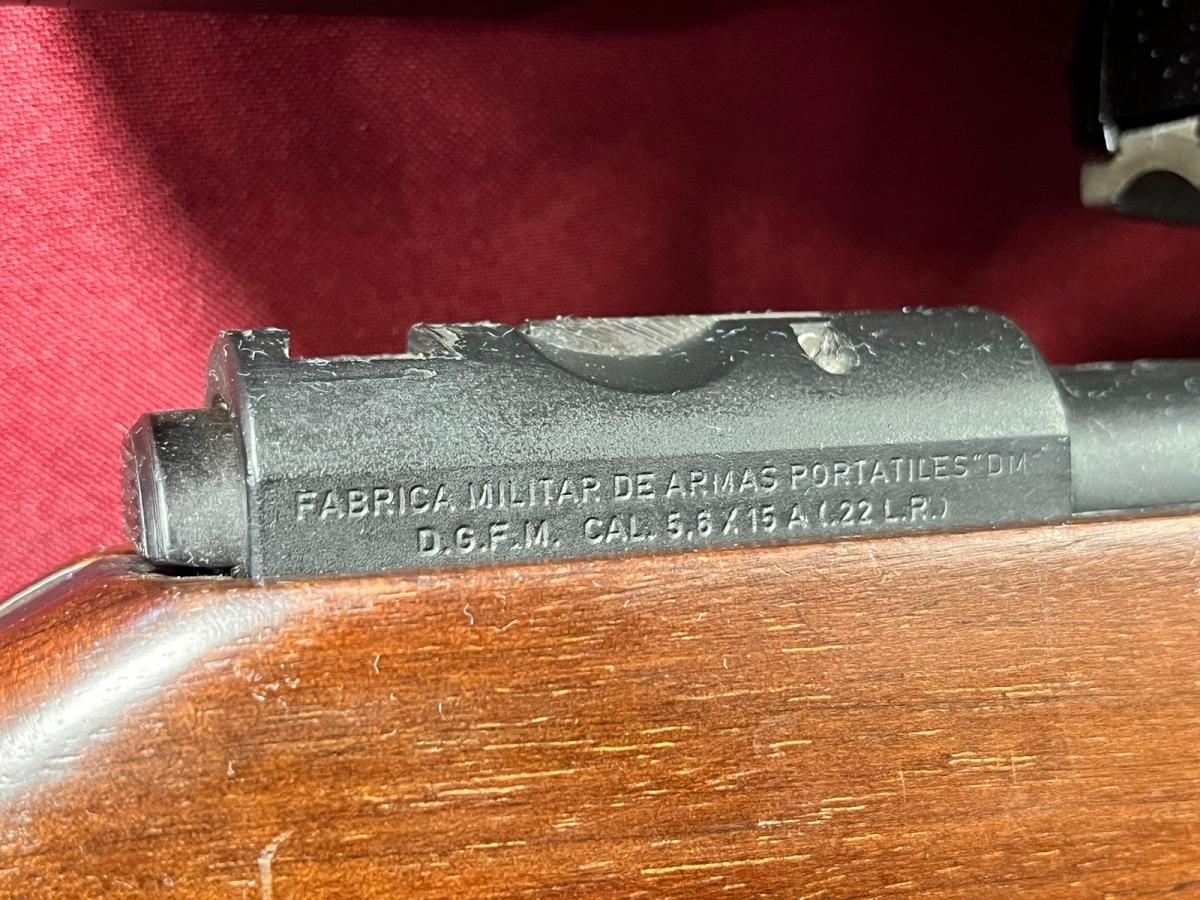 FABRICA MILITAR DE ARMAS PORTATILES "DM"
D.G.F.M. CAL. 5,6 X 15 A (.22 L.R.)